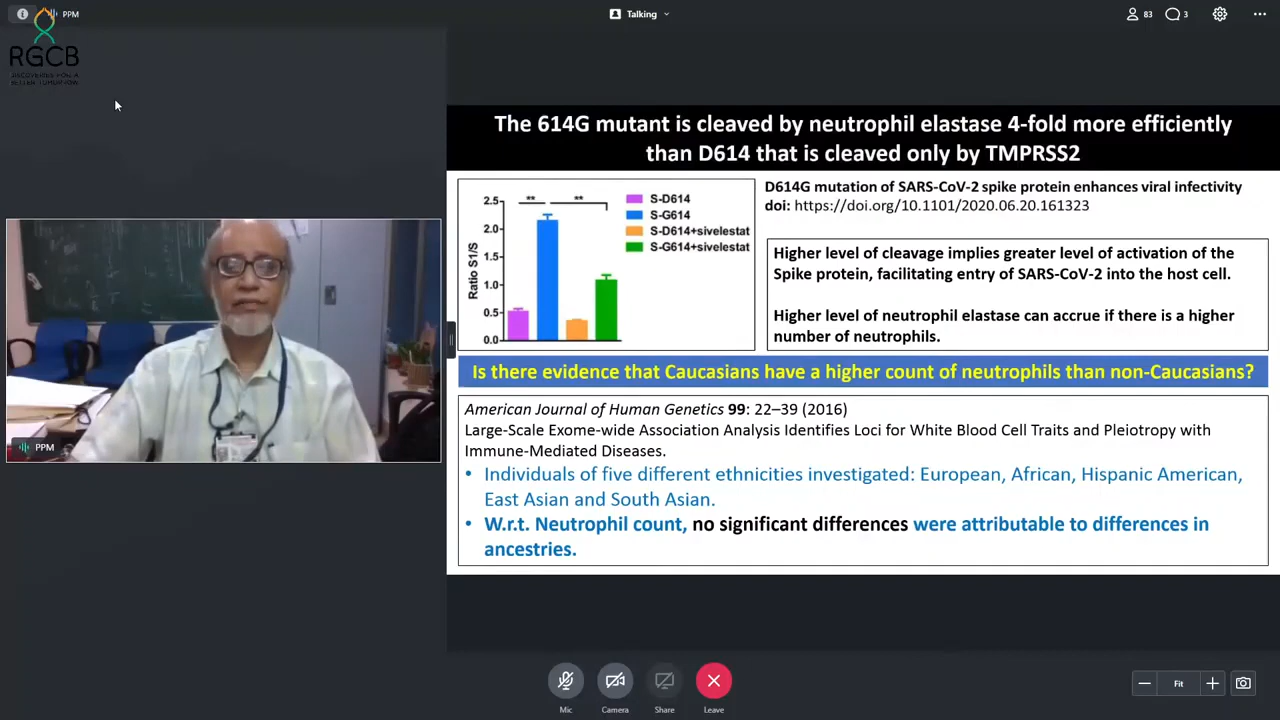 PPM
Talking
83
3
RGCB
DISCOVERIES FOR A
BETTER TOMORROW
The 614G mutant is cleaved by neutrophil elastase 4-fold more efficiently
than D614 that is cleaved only by TMPRSS2
2.5
2.0
1.5
1.0
0.5
0.0
Ratio S1/S
**
**
S-D614
S-G614
S-D614+sivelestat
S-G614+sivelestat
D614G mutation of SARS-CoV-2 spike protein enhances viral infectivity
doi: https://doi.org/10.1101/2020.06.20.161323
Higher level of cleavage implies greater level of activation of the
Spike protein, facilitating entry of SARS-CoV-2 into the host cell.
Higher level of neutrophil elastase can accrue if there is a higher
number of neutrophils.
Is there evidence that Caucasians have a higher count of neutrophils than non-Caucasians?
American Journal of Human Genetics 99: 22–39 (2016)
Large-Scale Exome-wide Association Analysis Identifies Loci for White Blood Cell Traits and Pleiotropy with
Immune-Mediated Diseases.
• Individuals of five different ethnicities investigated: European, African, Hispanic American,
East Asian and South Asian.
• W.r.t. Neutrophil count, no significant differences were attributable to differences in
ancestries.
PPM
Mic
Camera
Share
Leave
Fit